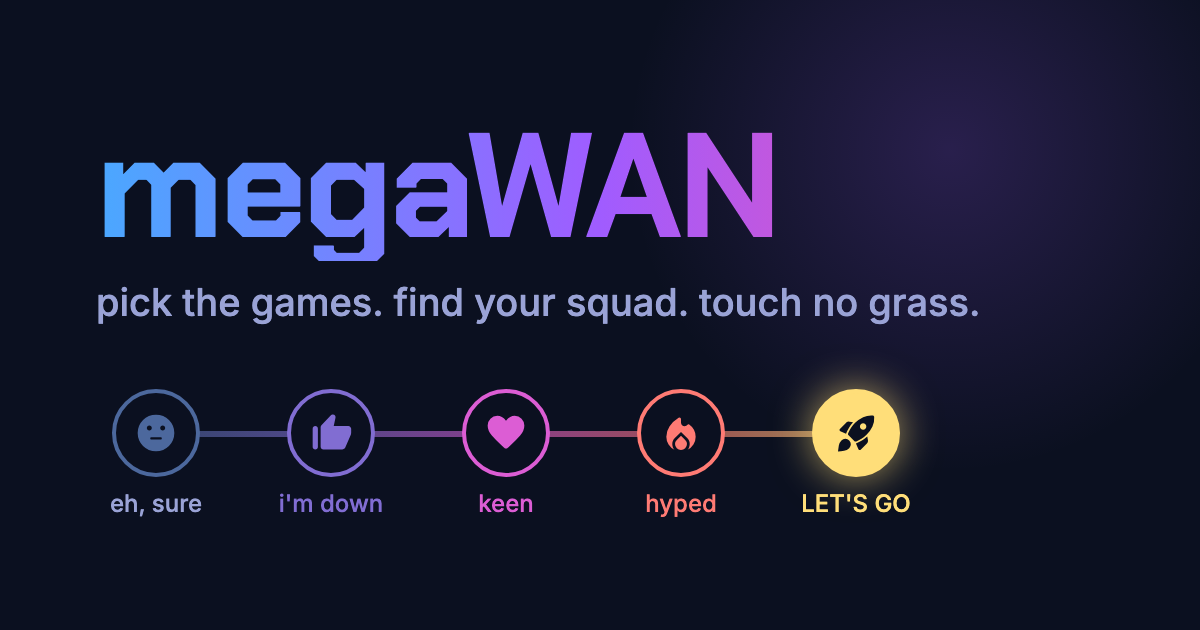 megaWAN
pick the games. find your squad. touch no grass.
eh, sure
i'm down
keen
hyped
LET'S GO